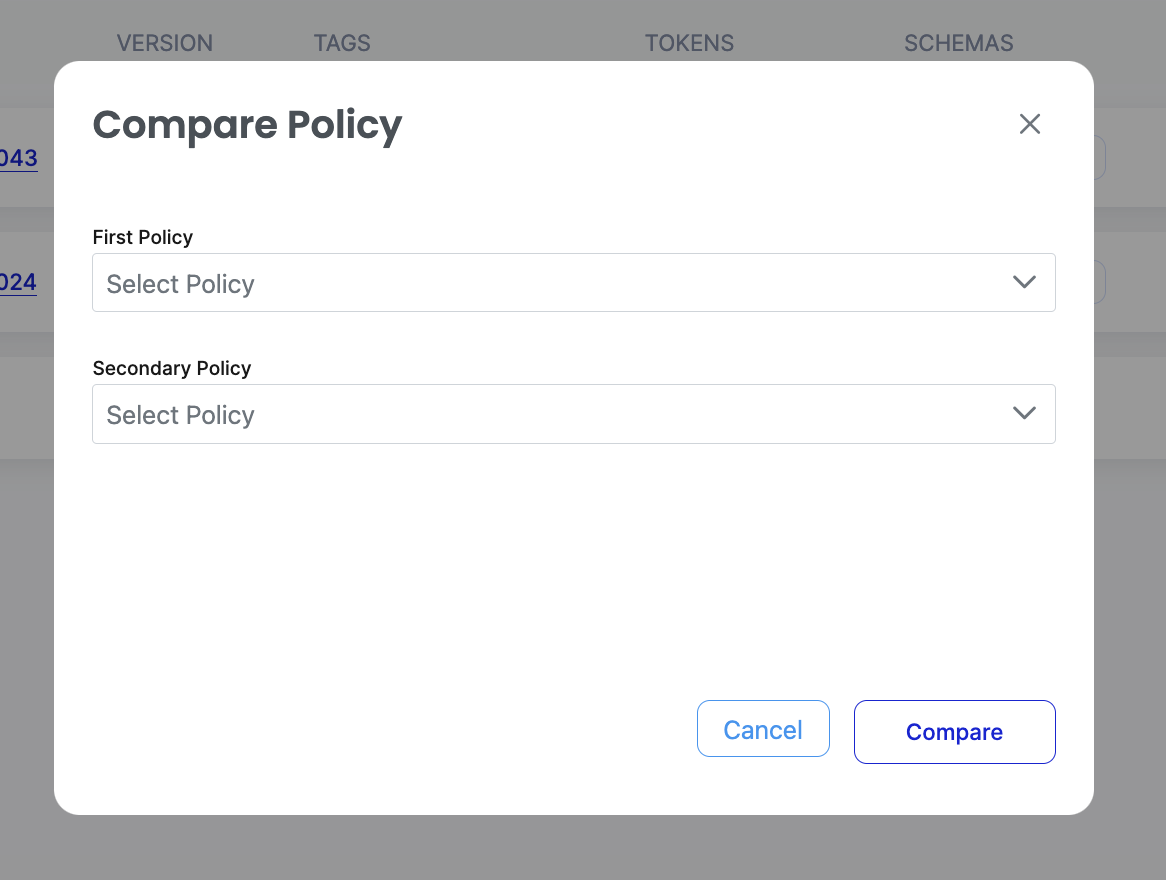 VERSION TAGS TOKENS SCHEMAS
Compare Policy
043
First Policy
Select Policy
024
Secondary Policy
Select Policy
Cancel Compare